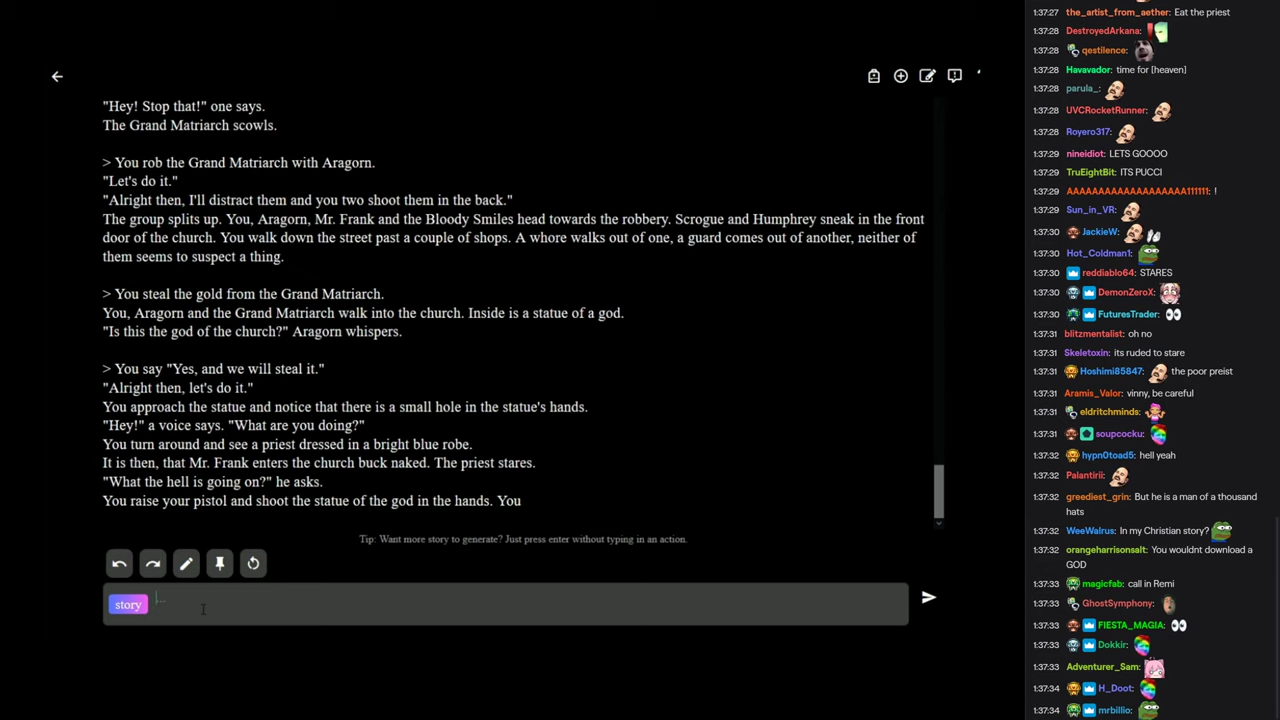 "Hey! Stop that!" one says.
The Grand Matriarch scowls.
> You rob the Grand Matriarch with Aragorn.
"Let's do it."
"Alright then, I'll distract them and you two shoot them in the back."
The group splits up. You, Aragorn, Mr. Frank and the Bloody Smiles head towards the robbery. Scrogue and Humphrey sneak in the front
door of the church. You walk down the street past a couple of shops. A whore walks out of one, a guard comes out of another, neither of
them seems to suspect a thing.
> You steal the gold from the Grand Matriarch.
You, Aragorn and the Grand Matriarch walk into the church. Inside is a statue of a god.
"Is this the god of the church?" Aragorn whispers.
> You say "Yes, and we will steal it."
"Alright then, let's do it."
You approach the statue and notice that there is a small hole in the statue's hands.
"Hey!" a voice says. "What are you doing?"
You turn around and see a priest dressed in a bright blue robe.
It is then, that Mr. Frank enters the church buck naked. The priest stares.
"What the hell is going on?" he asks.
You raise your pistol and shoot the statue of the god in the hands. You
Tip: Want more story to generate? Just press enter without typing in an action.
story
1:37:27 the_artist_from_aether: Eat the priest
1:37:28 DestroyedArkana:
1:37:28 qestilence:
1:37:28 Havavador: time for [heaven]
1:37:28 parula_:
1:37:28 UVCRocketRunner:
1:37:28 Royero317:
1:37:29 nineidiot: LETS GOOOO
1:37:29 TruEightBit: ITS PUCCI
1:37:29 AAAAAAAAAAAAAAAAAAA111111: !
1:37:29 Sun_in_VR:
1:37:29 JackieW:
1:37:30 Hot_Coldman1:
1:37:30 reddiablo64: STARES
1:37:30 DemonZeroX:
1:37:30 FuturesTrader:
1:37:31 blitzmentalist: oh no
1:37:31 Skeletoxin: its ruded to stare
1:37:31 Hoshimi85847: the poor preist
1:37:31 Aramis_Valor: vinny, be careful
1:37:31 eldritchminds:
1:37:31 soupcocku:
1:37:32 hypn0toad5: hell yeah
1:37:32 Palantirii:
1:37:32 greediest_grin: But he is a man of a thousand
hats
1:37:32 WeeWalrus: In my Christian story?
1:37:32 orangeharrisonsalt: You wouldnt download a
GOD
1:37:33 magicfab: call in Remi
1:37:33 GhostSymphony:
1:37:33 FIESTA_MAGIA:
1:37:33 Dokkir:
1:37:33 Adventurer_Sam:
1:37:34 H_Doot:
1:37:34 mrbillio: